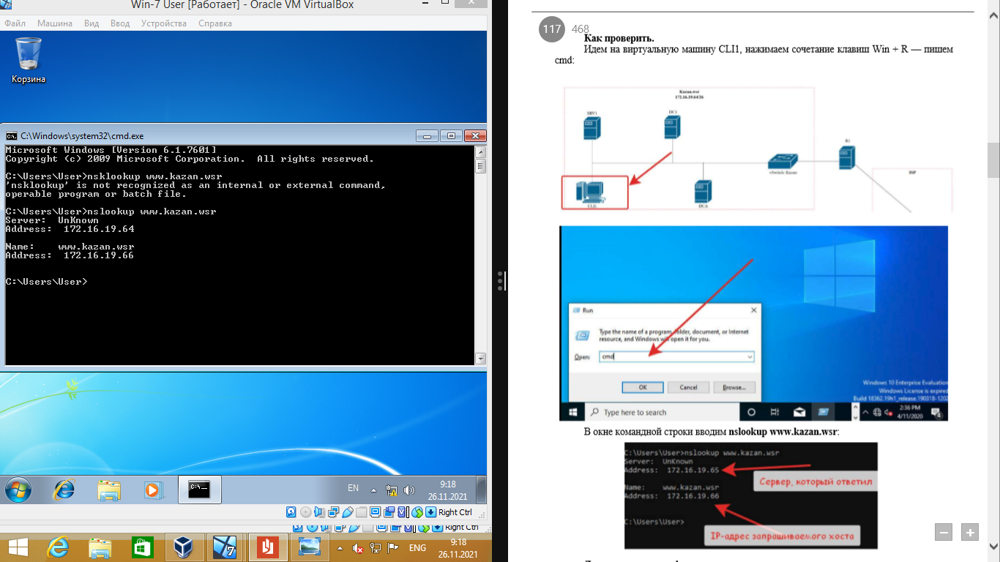 Win-7 User [Работает] - Oracle VM VirtualBox
Файл Машина Вид Ввод Устройства Справка
Корзина
C:\Windows\system32\cmd.exe
Microsoft Windows [Version 6.1.7601]
Copyright (c) 2009 Microsoft Corporation. All rights reserved.
C:\Users\User>nsklookup www.kazan.wsr
'nsklookup' is not recognized as an internal or external command,
operable program or batch file.
C:\Users\User>nslookup www.kazan.wsr
Server: UnKnown
Address: 172.16.19.64
Name: www.kazan.wsr
Address: 172.16.19.66
C:\Users\User>
EN
9:18
26.11.2021
Right Ctrl
Right Ctrl
ENG
9:18
26.11.2021
117 468
Как проверить.
Идем на виртуальную машину CLI1, нажимаем сочетание клавиш Win + R — пишем
cmd:
Kazan.wsr
172.16.19.64/26
SRV1
DC1
R1
vSwitch Kazan
ISP
CLI1
DCA
Run
Type the name of a program, folder, document, or Internet
resource, and Windows will open it for you.
Open: cmd
OK Cancel Browse...
Windows 10 Enterprise Evaluation
Windows License is expired
Build 18362.19h1_release.190318-1202
Type here to search
2:36 PM
4/11/2020
В окне командной строки вводим nslookup www.kazan.wsr:
C:\Users\User>nslookup www.kazan.wsr
Server: UnKnown
Address: 172.16.19.65
Сервер, который ответил
Name: www.kazan.wsr
Address: 172.16.19.66
C:\Users\User>
IP-адрес запрашиваемого хоста